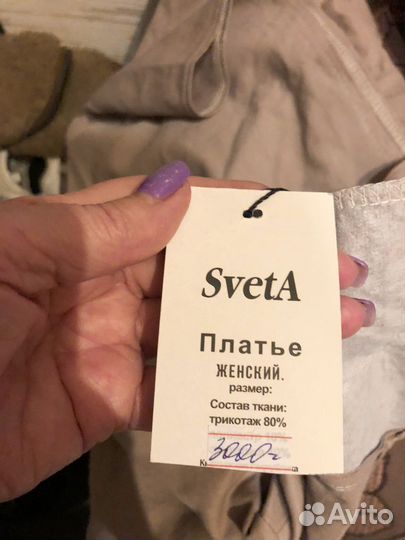 SvetA
Платье
ЖЕНСКИЙ.
размер:
Состав ткани:
трикотаж 80%
3000=
Avito